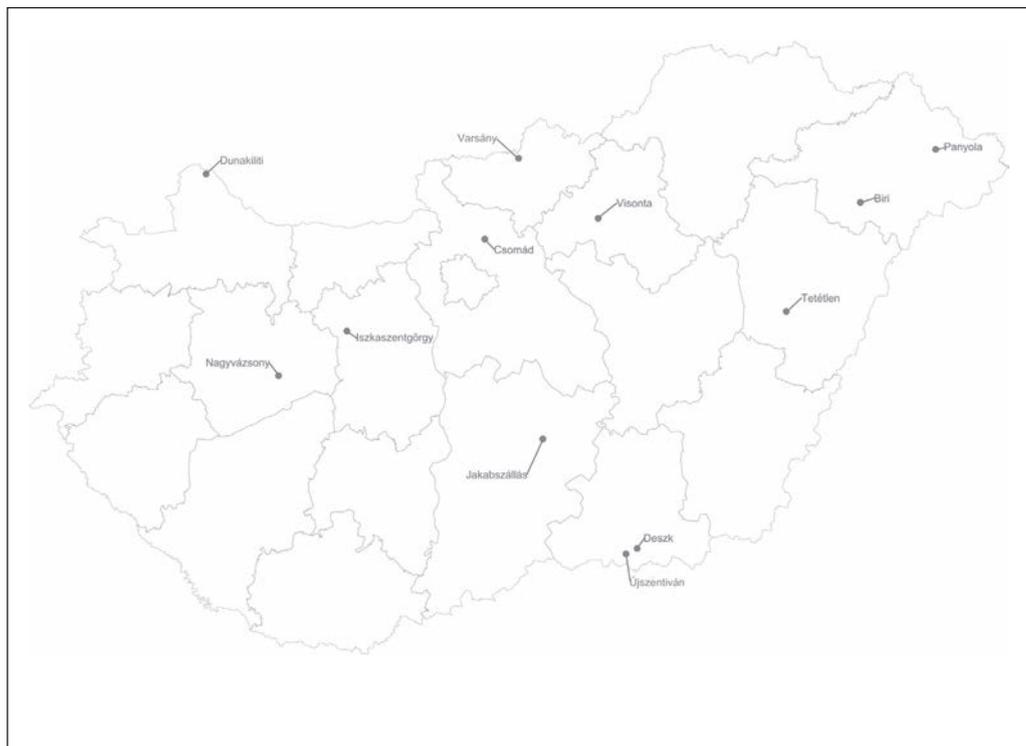 Varsány
Dunakiliti
Panyola
Biri
Visonta
Csomád
Tetétlen
Iszkaszentgörgy
Nagyvázsony
Jakabszállás
Deszk
Újszentiván